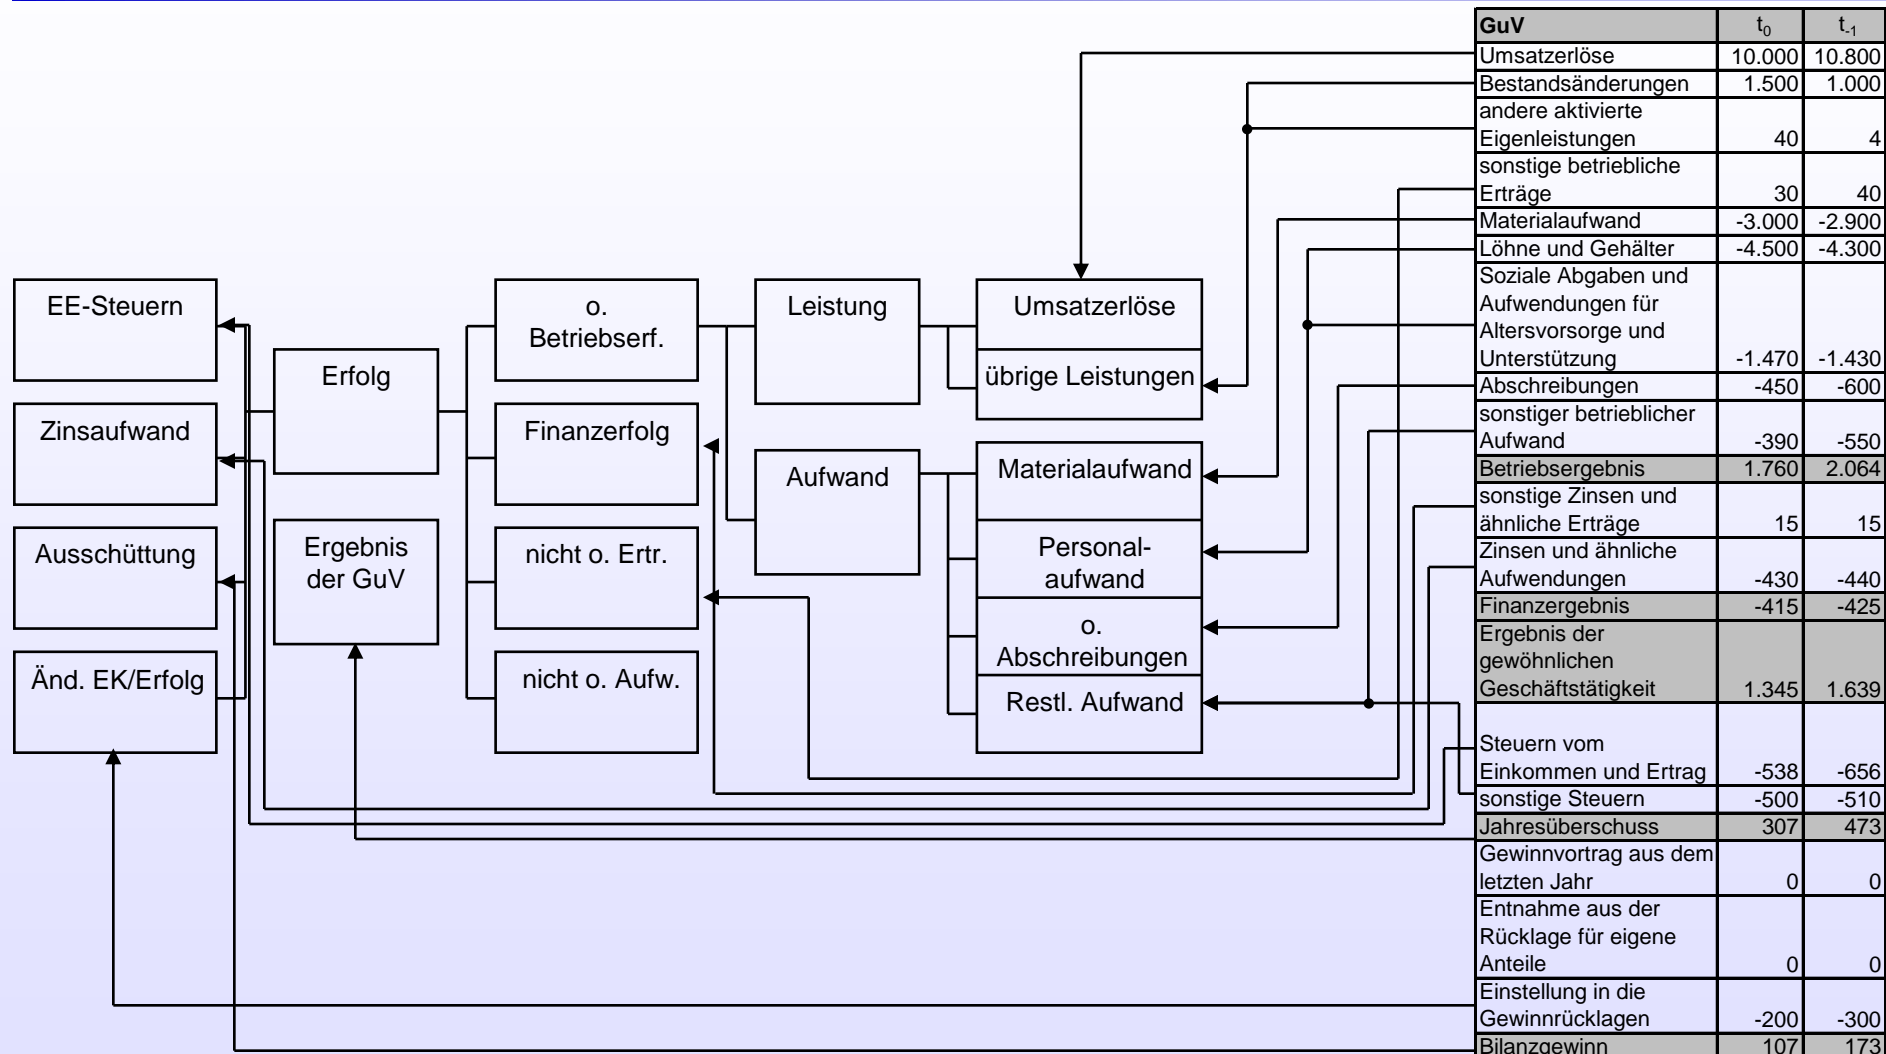 GuV t0 t-1
Umsatzerlöse 10.000 10.800
Bestandsänderungen 1.500 1.000
andere aktivierte
Eigenleistungen 40 4
sonstige betriebliche
Erträge 30 40
Materialaufwand -3.000 -2.900
Löhne und Gehälter -4.500 -4.300
Soziale Abgaben und
Aufwendungen für
Altersvorsorge und
Unterstützung -1.470 -1.430
Abschreibungen -450 -600
sonstiger betrieblicher
Aufwand -390 -550
Betriebsergebnis 1.760 2.064
sonstige Zinsen und
ähnliche Erträge 15 15
Zinsen und ähnliche
Aufwendungen -430 -440
Finanzergebnis -415 -425
Ergebnis der
gewöhnlichen
Geschäftstätigkeit 1.345 1.639
Steuern vom
Einkommen und Ertrag -538 -656
sonstige Steuern -500 -510
Jahresüberschuss 307 473
Gewinnvortrag aus dem
letzten Jahr 0 0
Entnahme aus der
Rücklage für eigene
Anteile 0 0
Einstellung in die
Gewinnrücklagen -200 -300
Bilanzgewinn 107 173
EE-Steuern
Zinsaufwand
Ausschüttung
Änd. EK/Erfolg
Erfolg
Ergebnis
der GuV
o.
Betriebserf.
Finanzerfolg
nicht o. Ertr.
nicht o. Aufw.
Leistung
Aufwand
Umsatzerlöse
übrige Leistungen
Materialaufwand
Personal-
aufwand
o.
Abschreibungen
Restl. Aufwand